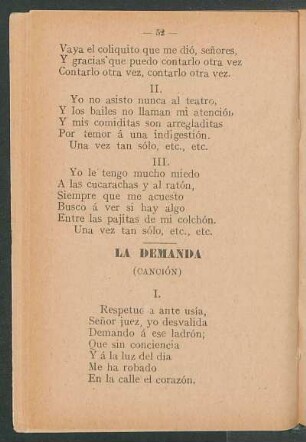 — 52 —
Vaya el coliquito que me dió, señores,
Y gracias que puedo contarlo otra vez
Contarlo otra vez, contarlo otra vez.
II.
Yo no asisto nunca al teatro,
Y los bailes no llaman mi atención
Y mis comiditas son arregladitas
Por temor á una indigestión.
Una vez tan sólo, etc., etc.
III.
Yo le tengo mucho miedo
A las cucarachas y al ratón,
Siempre que me acuesto
Busco á ver si hay algo
Entre las pajitas de mi colchón.
Una vez tan sólo, etc., etc.
LA DEMANDA
(CANCIÓN)
I.
Respetuo a ante usía,
Señor juez, yo desvalida
Demando á ese ladrón;
Que sin conciencia
Y á la luz del dia
Me ha robado
En la calle el corazón.